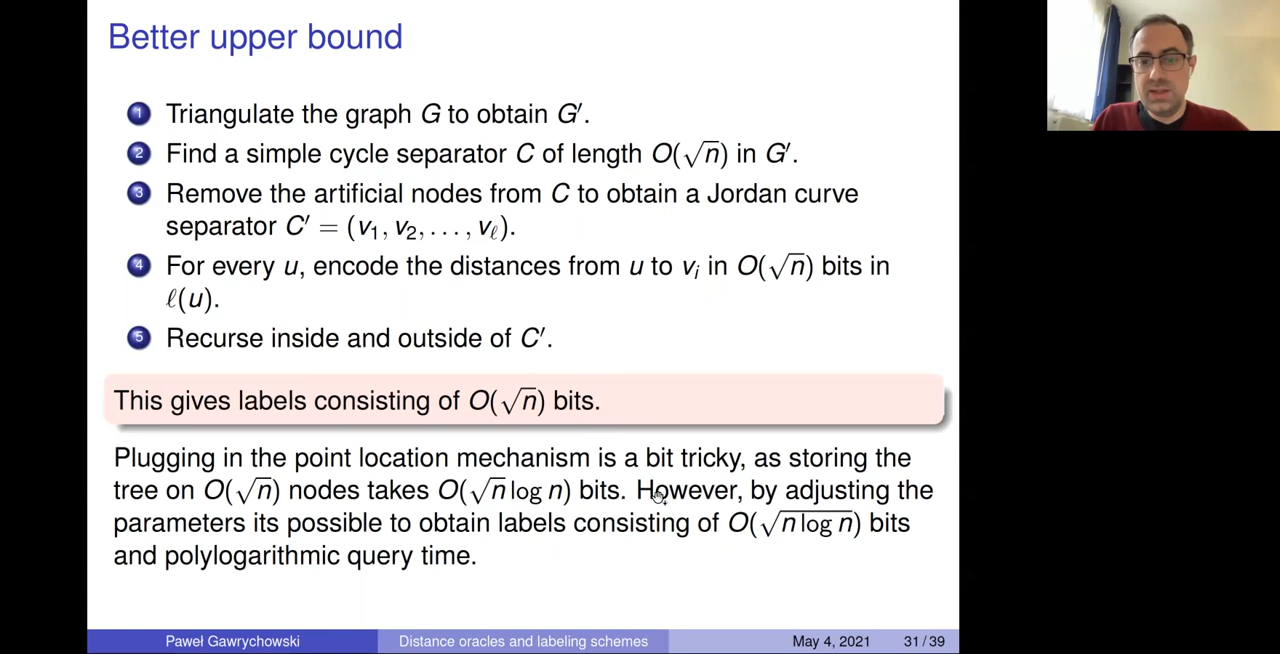 Better upper bound
1 Triangulate the graph G to obtain G′.
2 Find a simple cycle separator C of length O(√n) in G′.
3 Remove the artificial nodes from C to obtain a Jordan curve
separator C′ = (v₁, v₂, . . . , vℓ).
4 For every u, encode the distances from u to vᵢ in O(√n) bits in
ℓ(u).
5 Recurse inside and outside of C′.
This gives labels consisting of O(√n) bits.
Plugging in the point location mechanism is a bit tricky, as storing the
tree on O(√n) nodes takes O(√n log n) bits. However, by adjusting the
parameters its possible to obtain labels consisting of O(√(n log n)) bits
and polylogarithmic query time.
Paweł Gawrychowski Distance oracles and labeling schemes May 4, 2021 31 / 39